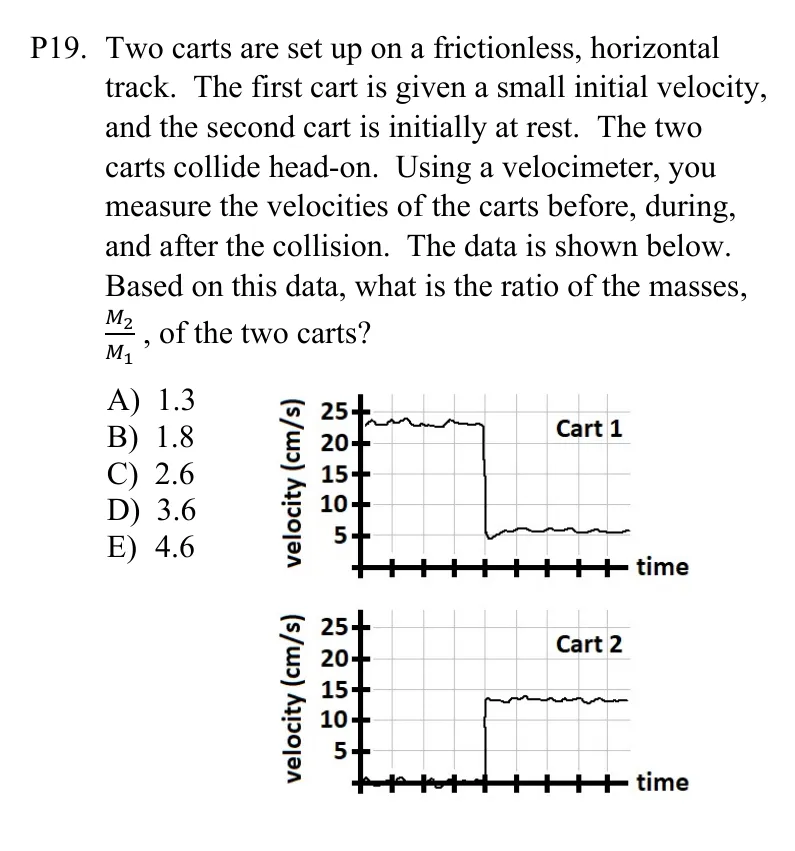 P19. Two carts are set up on a frictionless, horizontal
track. The first cart is given a small initial velocity,
and the second cart is initially at rest. The two
carts collide head-on. Using a velocimeter, you
measure the velocities of the carts before, during,
and after the collision. The data is shown below.
Based on this data, what is the ratio of the masses,
M₂/M₁ , of the two carts?
A) 1.3
B) 1.8
C) 2.6
D) 3.6
E) 4.6
velocity (cm/s)
25
20
15
10
5
Cart 1
time
velocity (cm/s)
25
20
15
10
5
Cart 2
time